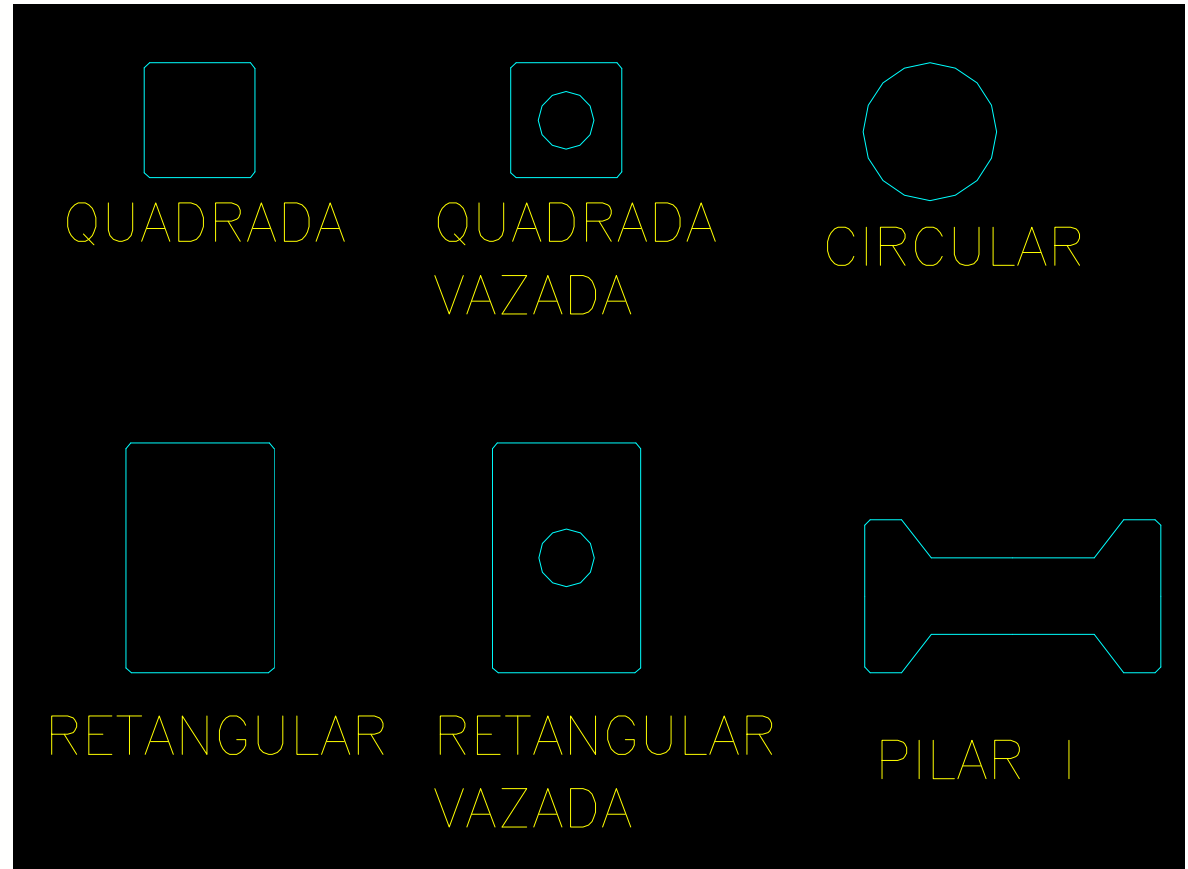 QUADRADA
QUADRADA
VAZADA
CIRCULAR
RETANGULAR
RETANGULAR
VAZADA
PILAR I